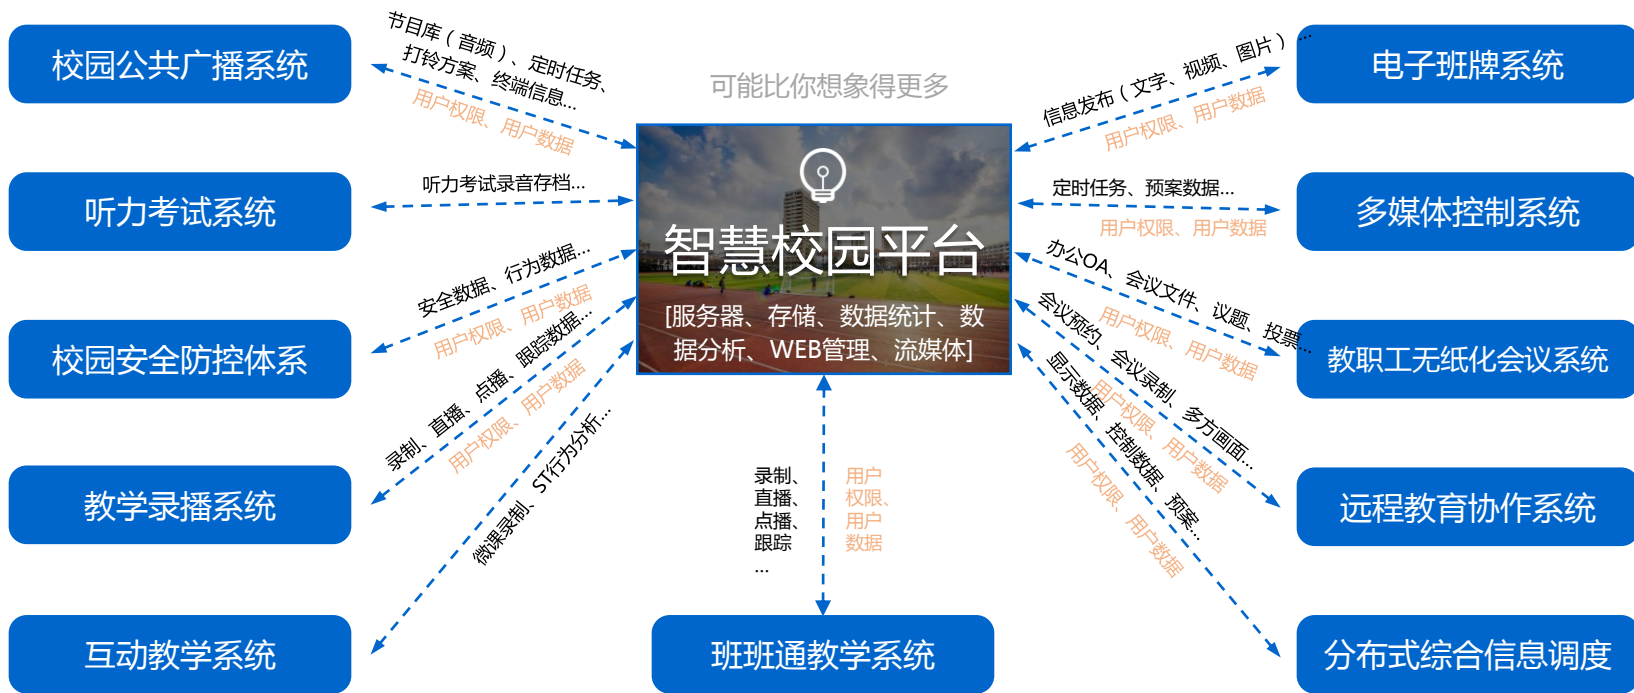 校园公共广播系统
节目库（音频）、定时任务、
打铃方案、终端信息...
用户权限、用户数据
听力考试系统
听力考试录音存档...
校园安全防控体系
安全数据、行为数据...
用户权限、用户数据
教学录播系统
录制、直播、点播、跟踪数据...
用户权限、用户数据
互动教学系统
微课录制、ST行为分析...
可能比你想象得更多
智慧校园平台
[服务器、存储、数据统计、数
据分析、WEB管理、流媒体]
录制、
直播、
点播、
跟踪
...
用户
权限、
用户
数据
班班通教学系统
信息发布（文字、视频、图片）...
用户权限、用户数据
电子班牌系统
定时任务、预案数据...
用户权限、用户数据
多媒体控制系统
办公OA、会议文件、议题、投票...
用户权限、用户数据
教职工无纸化会议系统
会议预约、会议录制、多方画面...
用户权限、用户数据
远程教育协作系统
显示数据、控制数据、预案...
用户权限、用户数据
分布式综合信息调度